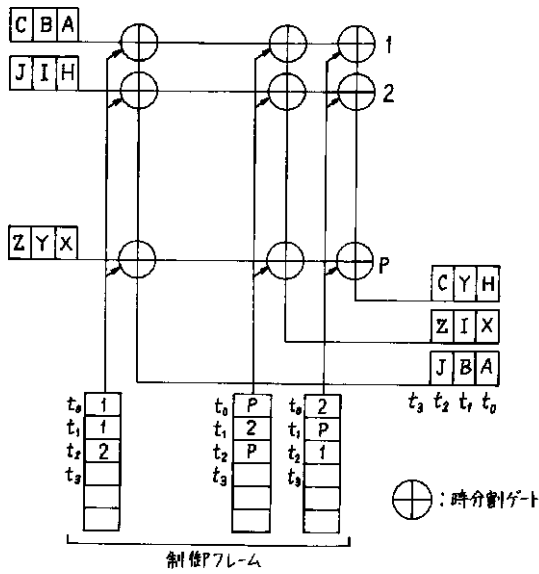 C B A
1
J I H
2
Z Y X
P
C Y H
Z I X
J B A
t3 t2 t1 t0
t0 1
t1 1
t2 2
t3
t0 P
t1 2
t2 P
t3
t0 2
t1 P
t2 1
t3
:時分割ゲート
制御フレーム